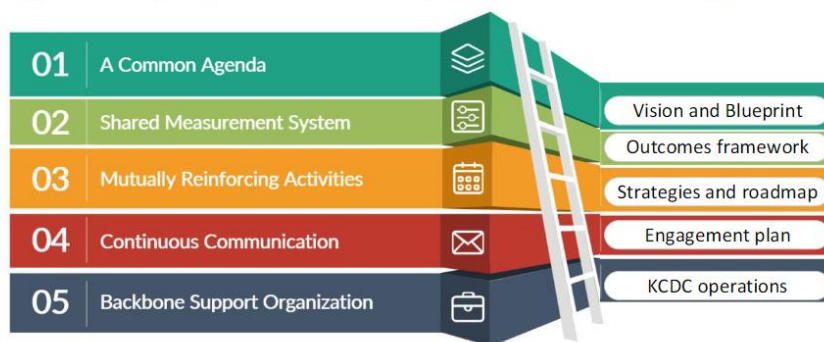 01 A Common Agenda
Vision and Blueprint
02 Shared Measurement System
Outcomes framework
03 Mutually Reinforcing Activities
Strategies and roadmap
04 Continuous Communication
Engagement plan
05 Backbone Support Organization
KCDC operations